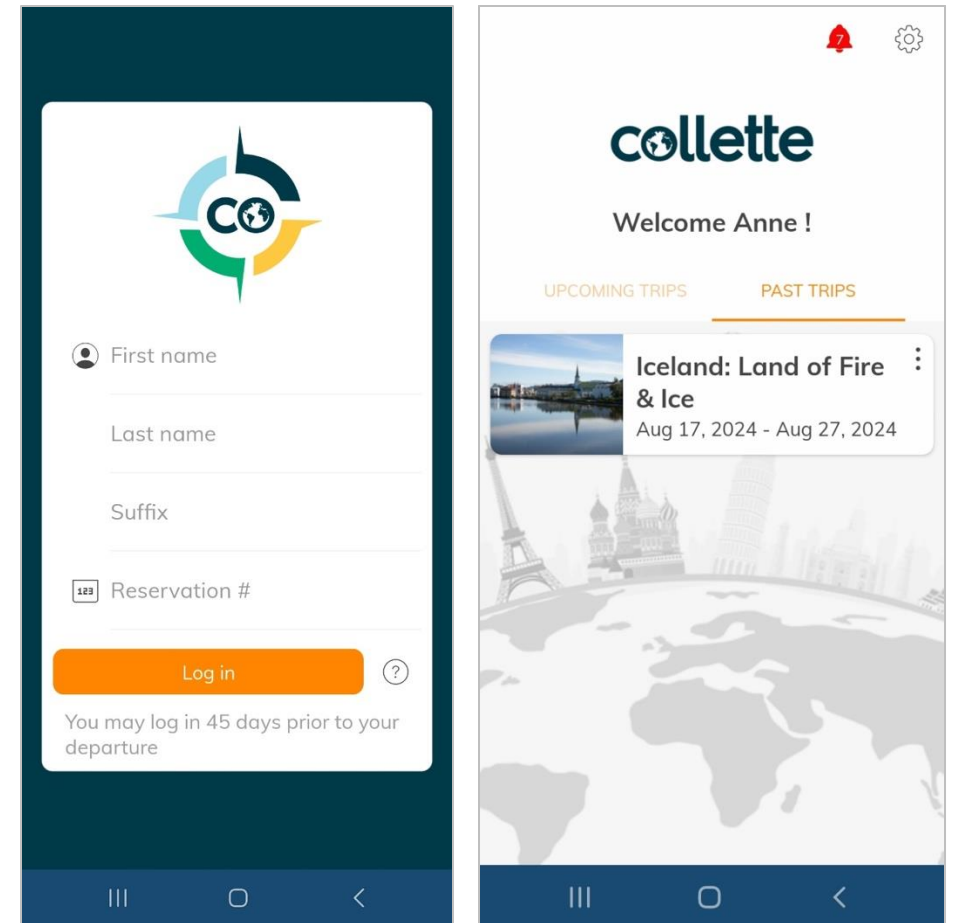 CO
First name
Last name
Suffix
123
Reservation #
Log in
?
You may log in 45 days prior to your
departure
7
collette
Welcome Anne !
UPCOMING TRIPS
PAST TRIPS
Iceland: Land of Fire
& Ice
Aug 17, 2024 - Aug 27, 2024